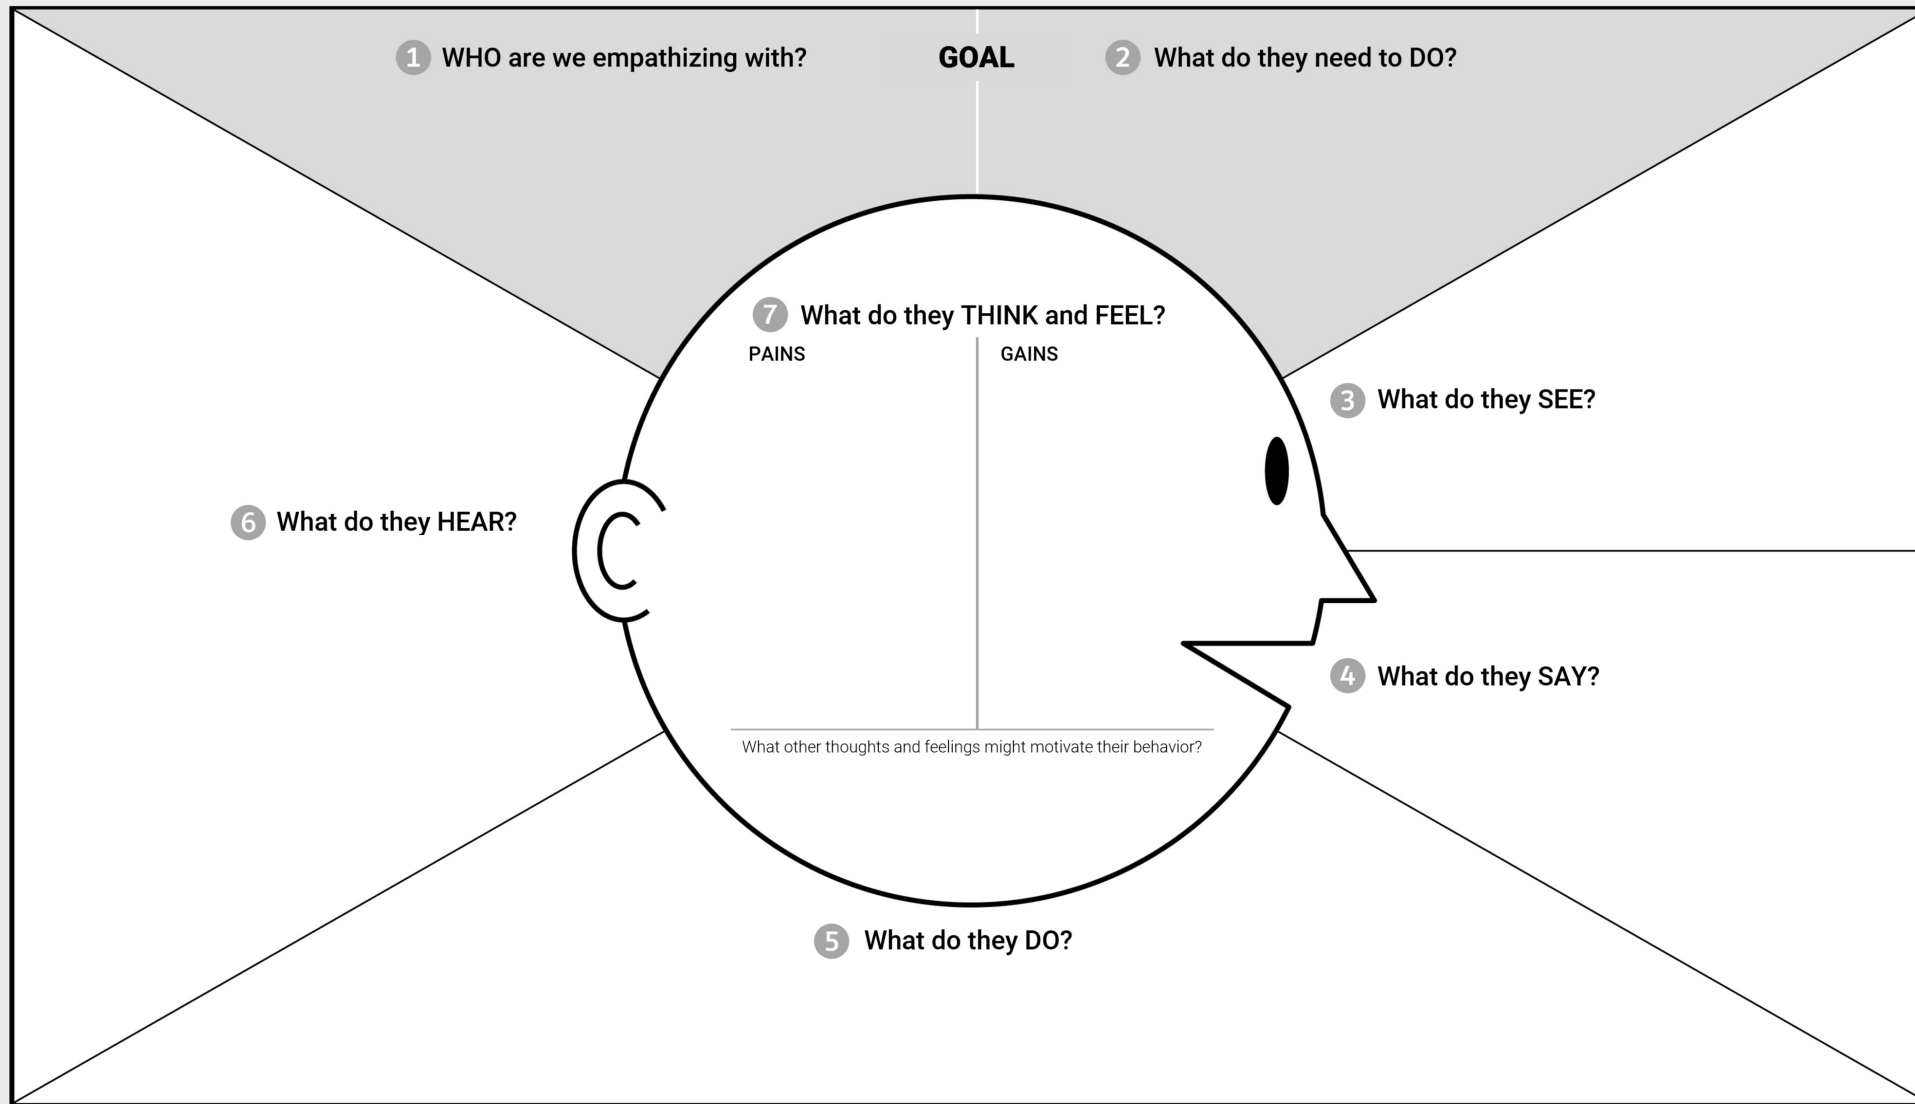 1 WHO are we empathizing with?
GOAL
2 What do they need to DO?
7 What do they THINK and FEEL?
PAINS
GAINS
3 What do they SEE?
6 What do they HEAR?
4 What do they SAY?
What other thoughts and feelings might motivate their behavior?
5 What do they DO?